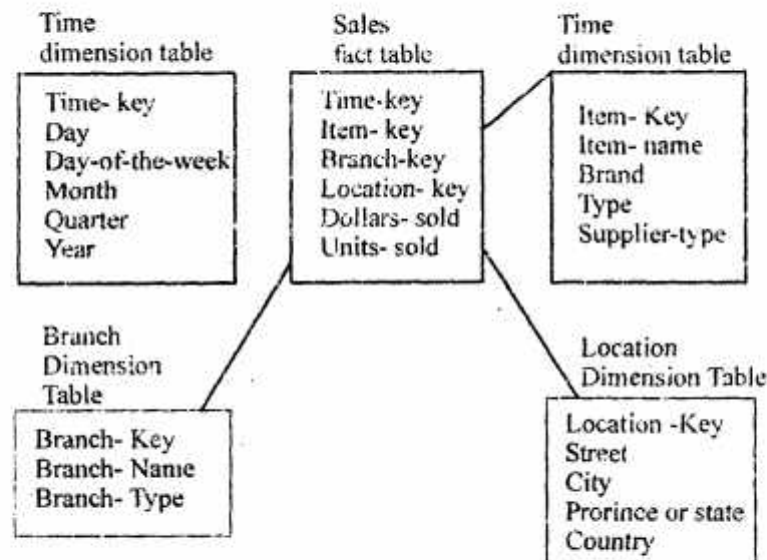 Time
dimension table
Time- key
Day
Day-of-the-week
Month
Quarter
Year
Sales
fact table
Time-key
Item- key
Branch-key
Location- key
Dollars- sold
Units- sold
Time
dimension table
Item- Key
Item- name
Brand
Type
Supplier-type
Branch
Dimension
Table
Branch- Key
Branch- Name
Branch- Type
Location
Dimension Table
Location -Key
Street
City
Prorince or state
Country